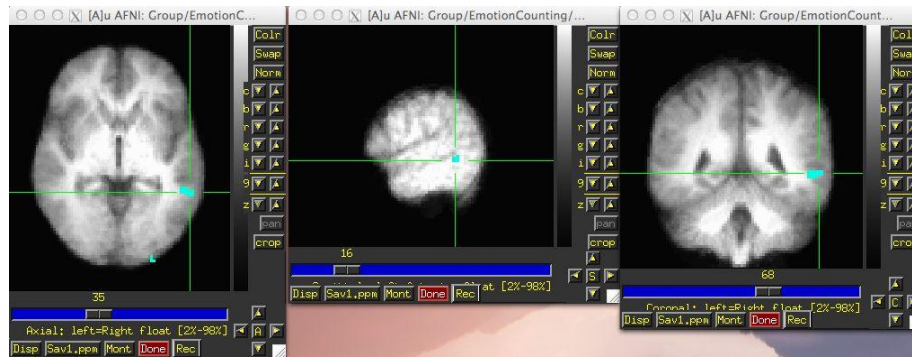 [A]u AFNI: Group/EmotionC...
Colr
Swap
Norm
c
b
r
g
i
9
z
pan
crop
35
Axial: left=Right float [2%-98%]
A
Disp
Sav1.ppm
Mont
Done
Rec
[A]u AFNI: Group/EmotionCounting/...
Colr
Swap
Norm
c
b
r
g
i
9
z
pan
crop
16
[2%-98%]
S
Disp
Sav1.ppm
Mont
Done
Rec
[A]u AFNI: Group/EmotionCount...
Colr
Swap
Norm
c
b
r
g
i
9
z
pan
crop
68
Coronal: left=Right float [2%-98%]
C
Disp
Sav1.ppm
Mont
Done
Rec